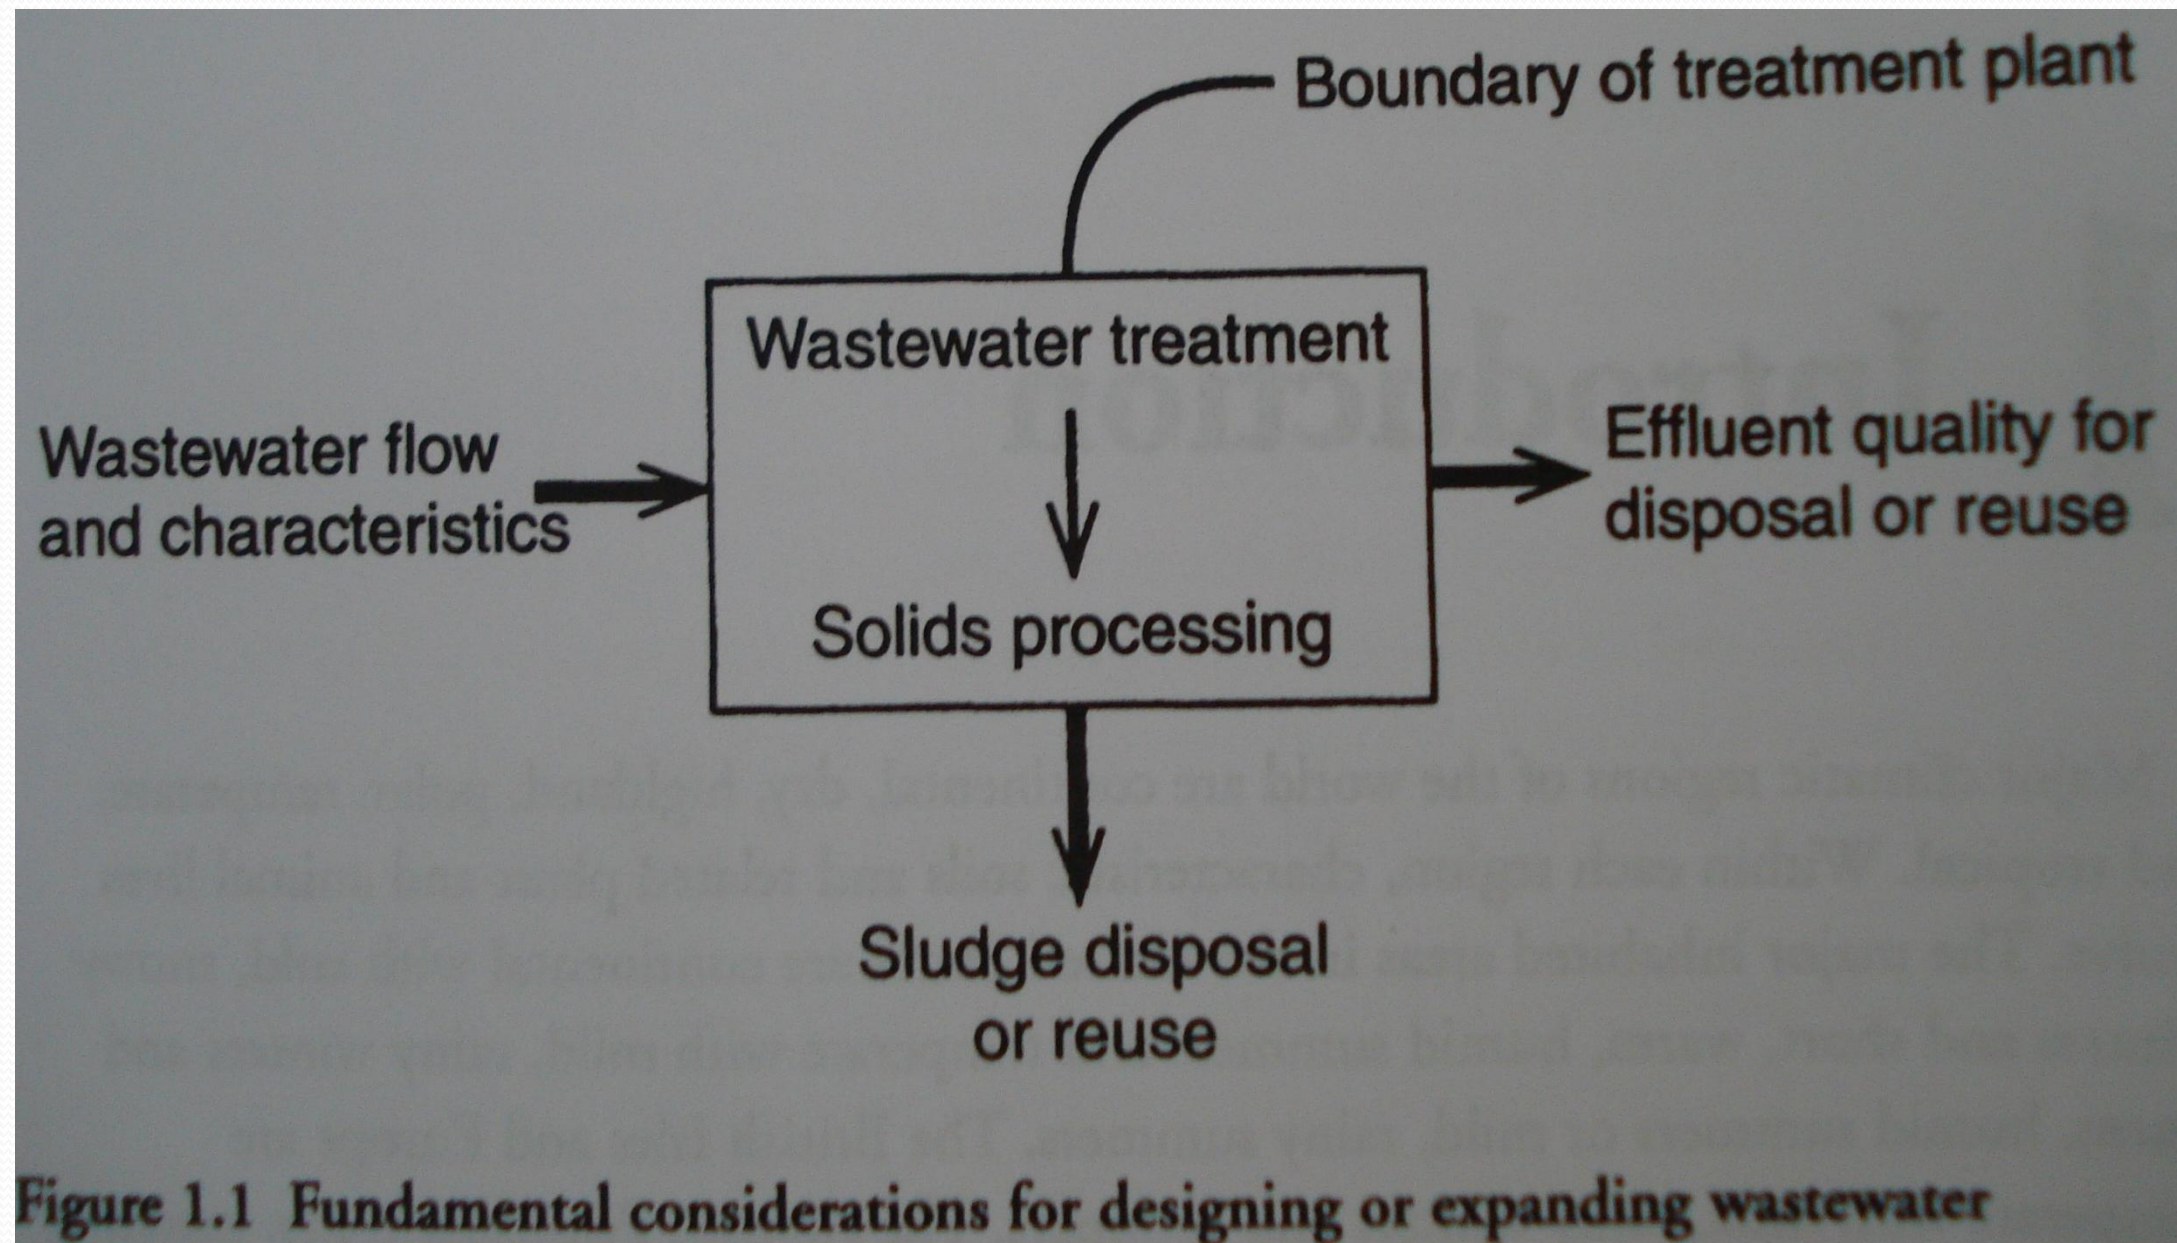 Boundary of treatment plant
Wastewater treatment
Wastewater flow
and characteristics
Effluent quality for
disposal or reuse
Solids processing
Sludge disposal
or reuse
Figure 1.1 Fundamental considerations for designing or expanding wastewater